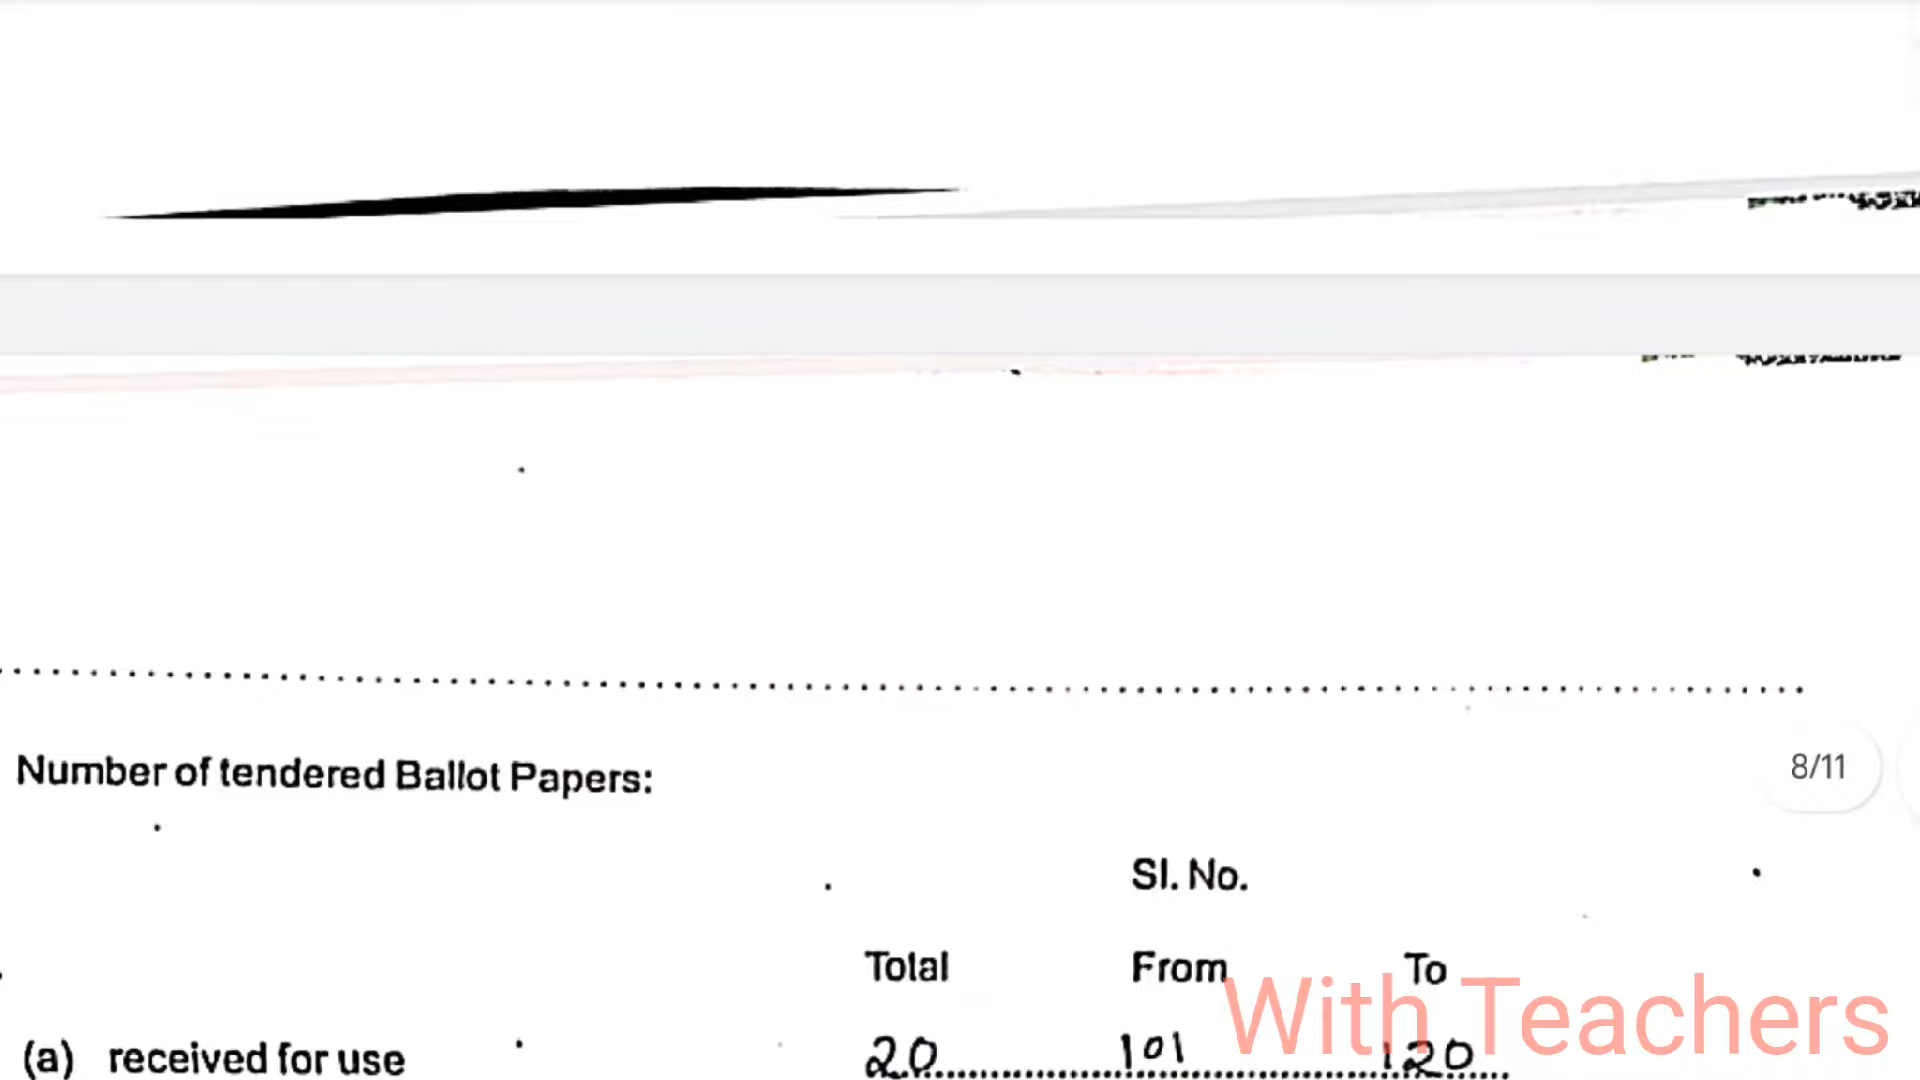 Number of tendered Ballot Papers:
8/11
Sl. No.
Total From To
With Teachers
(a) received for use 20 101 120